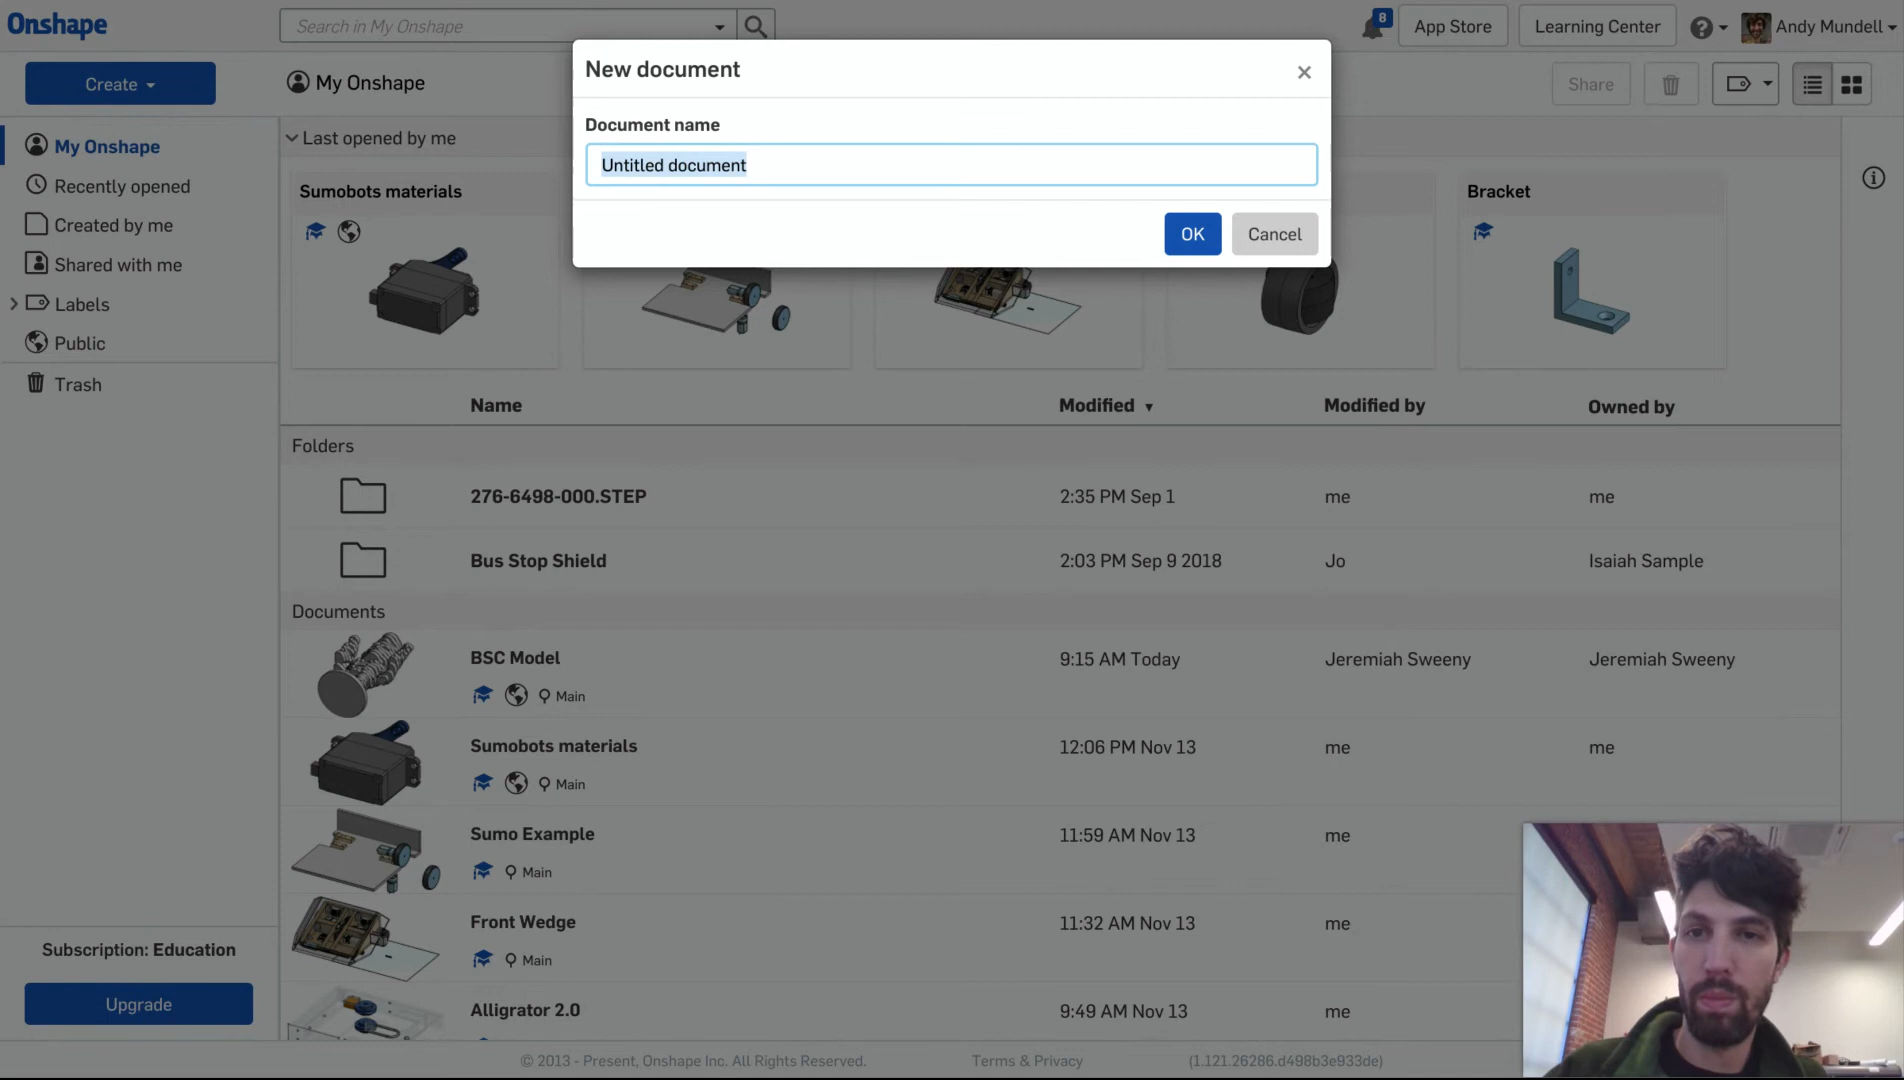 Onshape
Search in My Onshape
8
App Store
Learning Center
Andy Mundell
Create
My Onshape
Share
New document
Document name
Untitled document
OK
Cancel
My Onshape
Recently opened
Created by me
Shared with me
Labels
Public
Trash
Last opened by me
Sumobots materials
Bracket
Name
Modified
Modified by
Owned by
Folders
276-6498-000.STEP
2:35 PM Sep 1
me
me
Bus Stop Shield
2:03 PM Sep 9 2018
Jo
Isaiah Sample
Documents
BSC Model
9:15 AM Today
Jeremiah Sweeny
Jeremiah Sweeny
Main
Sumobots materials
12:06 PM Nov 13
me
me
Main
Sumo Example
11:59 AM Nov 13
me
Main
Front Wedge
11:32 AM Nov 13
me
Main
Alligator 2.0
9:49 AM Nov 13
me
Subscription: Education
Upgrade
© 2013 - Present, Onshape Inc. All Rights Reserved.
Terms & Privacy
(1.121.26286.d498b3e933de)